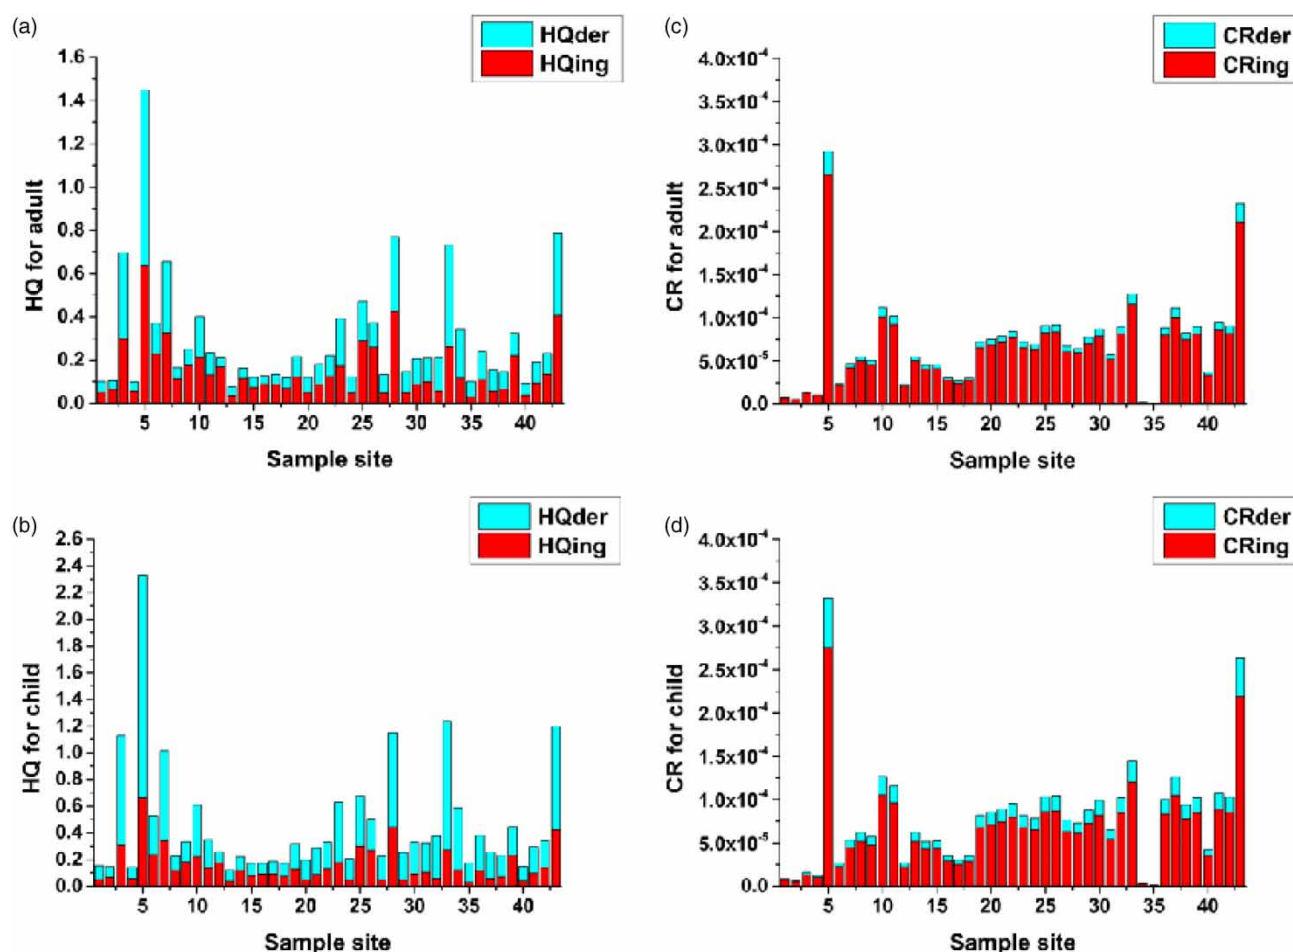 (a)
HQder
HQing
1.6
1.4
1.2
1.0
0.8
0.6
0.4
0.2
0.0
HQ for adult
5 10 15 20 25 30 35 40
Sample site
(c)
CRder
CRing
4.0x10-4
3.5x10-4
3.0x10-4
2.5x10-4
2.0x10-4
1.5x10-4
1.0x10-4
5.0x10-5
0.0
CR for adult
5 10 15 20 25 30 35 40
Sample site
(b)
HQder
HQing
2.6
2.4
2.2
2.0
1.8
1.6
1.4
1.2
1.0
0.8
0.6
0.4
0.2
0.0
HQ for child
5 10 15 20 25 30 35 40
Sample site
(d)
CRder
CRing
4.0x10-4
3.5x10-4
3.0x10-4
2.5x10-4
2.0x10-4
1.5x10-4
1.0x10-4
5.0x10-5
0.0
CR for child
5 10 15 20 25 30 35 40
Sample site